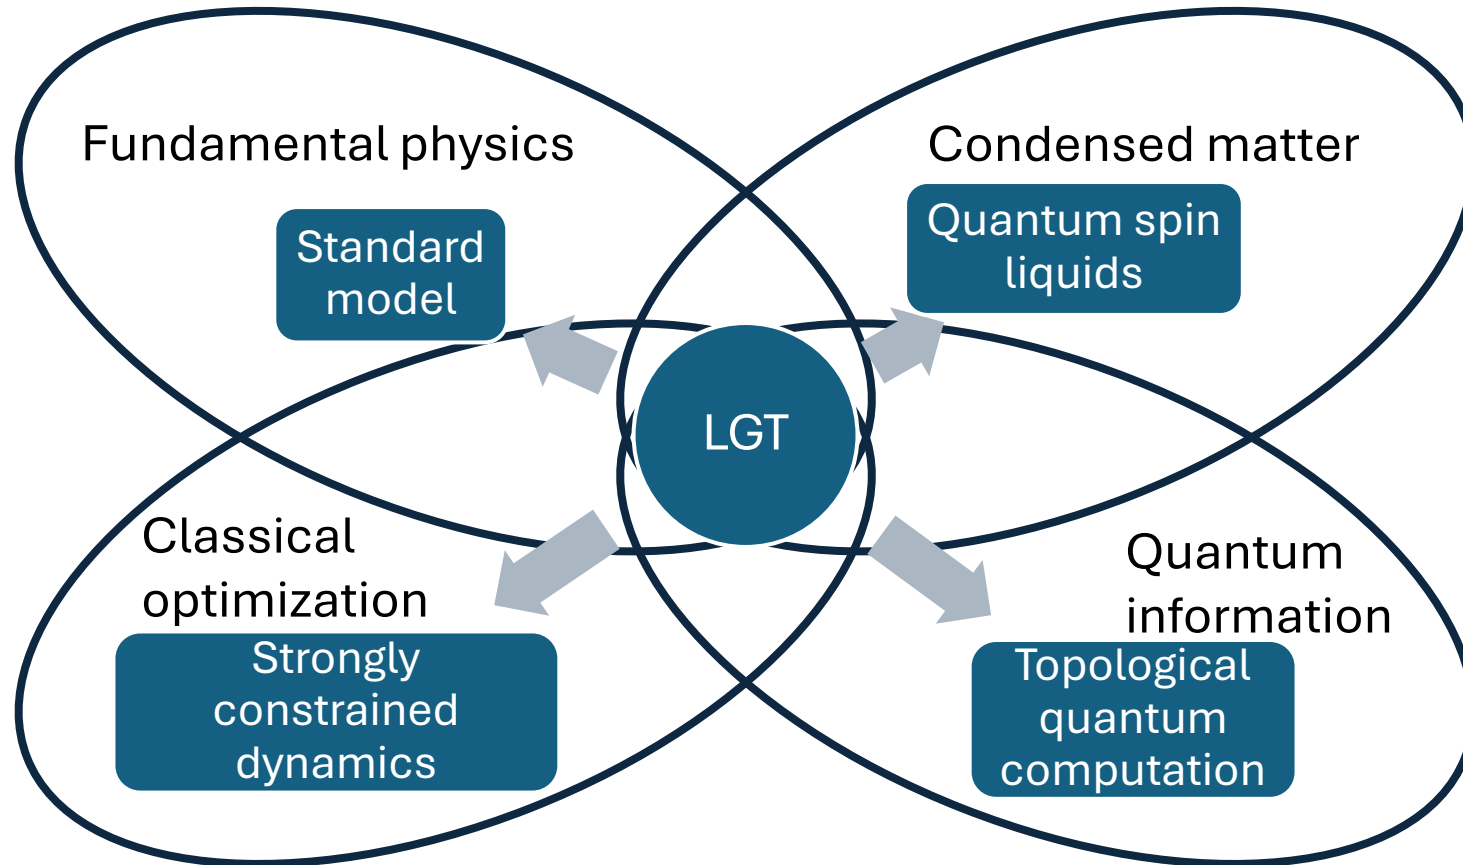 Fundamental physics
Standard
model
Condensed matter
Quantum spin
liquids
LGT
Classical
optimization
Strongly
constrained
dynamics
Quantum
information
Topological
quantum
computation